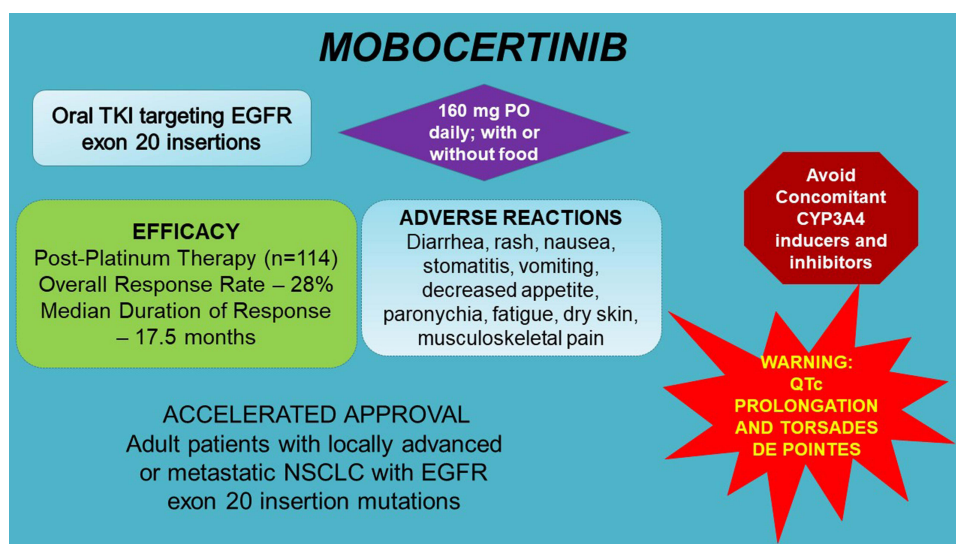 MOBOCERTINIB
Oral TKI targeting EGFR
exon 20 insertions
160 mg PO
daily; with or
without food
Avoid
Concomitant
CYP3A4
inducers and
inhibitors
EFFICACY
Post-Platinum Therapy (n=114)
Overall Response Rate – 28%
Median Duration of Response
– 17.5 months
ADVERSE REACTIONS
Diarrhea, rash, nausea,
stomatitis, vomiting,
decreased appetite,
paronychia, fatigue, dry skin,
musculoskeletal pain
WARNING:
QTc
PROLONGATION
AND TORSADES
DE POINTES
ACCELERATED APPROVAL
Adult patients with locally advanced
or metastatic NSCLC with EGFR
exon 20 insertion mutations